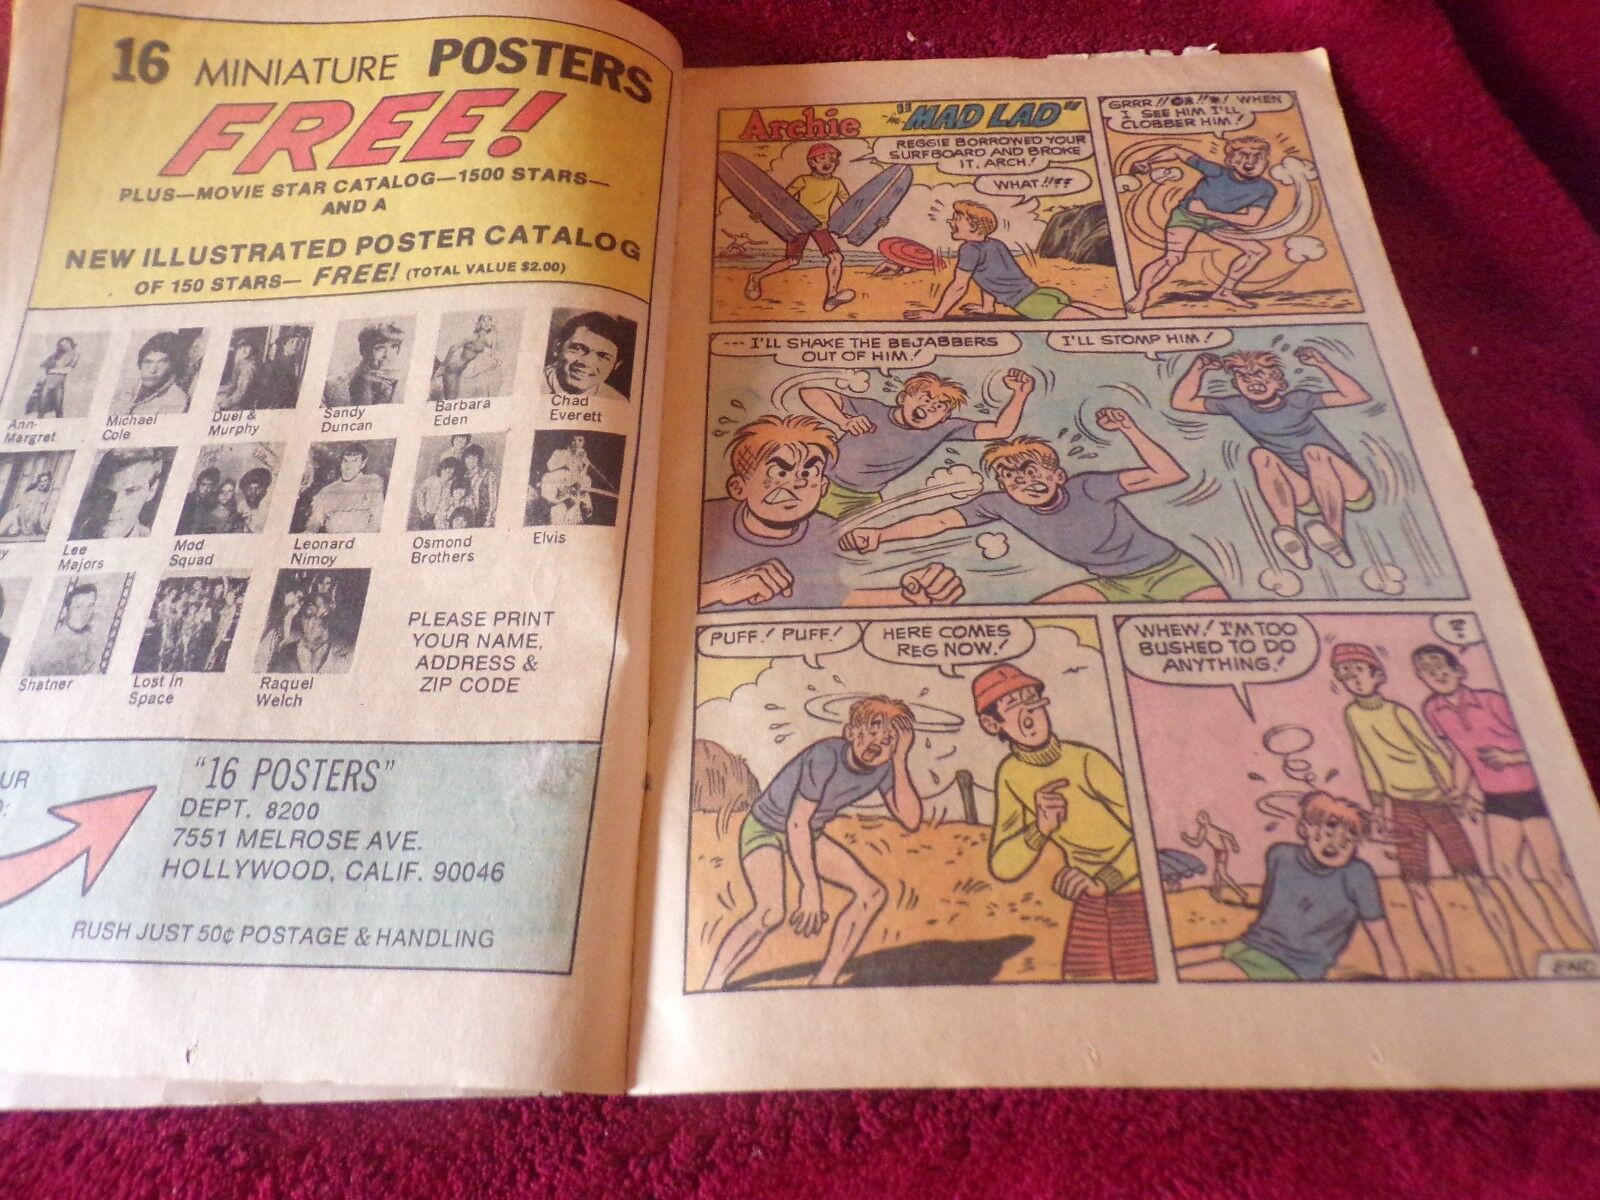 16 MINIATURE POSTERS
FREE!
PLUS—MOVIE STAR CATALOG—1500 STARS—
AND A
NEW ILLUSTRATED POSTER CATALOG
OF 150 STARS— FREE! (TOTAL VALUE $2.00)
Ann-
Margret
Michael
Cole
Duel &
Murphy
Sandy
Duncan
Barbara
Eden
Chad
Everett
Lee
Majors
Mod
Squad
Leonard
Nimoy
Osmond
Brothers
Elvis
Shatner
Lost In
Space
Raquel
Welch
PLEASE PRINT
YOUR NAME,
ADDRESS &
ZIP CODE
"16 POSTERS"
DEPT. 8200
7551 MELROSE AVE.
HOLLYWOOD, CALIF. 90046
RUSH JUST 50¢ POSTAGE & HANDLING
Archie -in- "MAD LAD"
REGGIE BORROWED YOUR
SURFBOARD AND BROKE
IT, ARCH!
WHAT!!??
GRRR!! WHEN
I SEE HIM I'LL
CLOBBER HIM!
--- I'LL SHAKE THE BEJABBERS
OUT OF HIM!
I'LL STOMP HIM!
PUFF! PUFF!
HERE COMES
REG NOW!
WHEW! I'M TOO
BUSHED TO DO
ANYTHING!
?
END